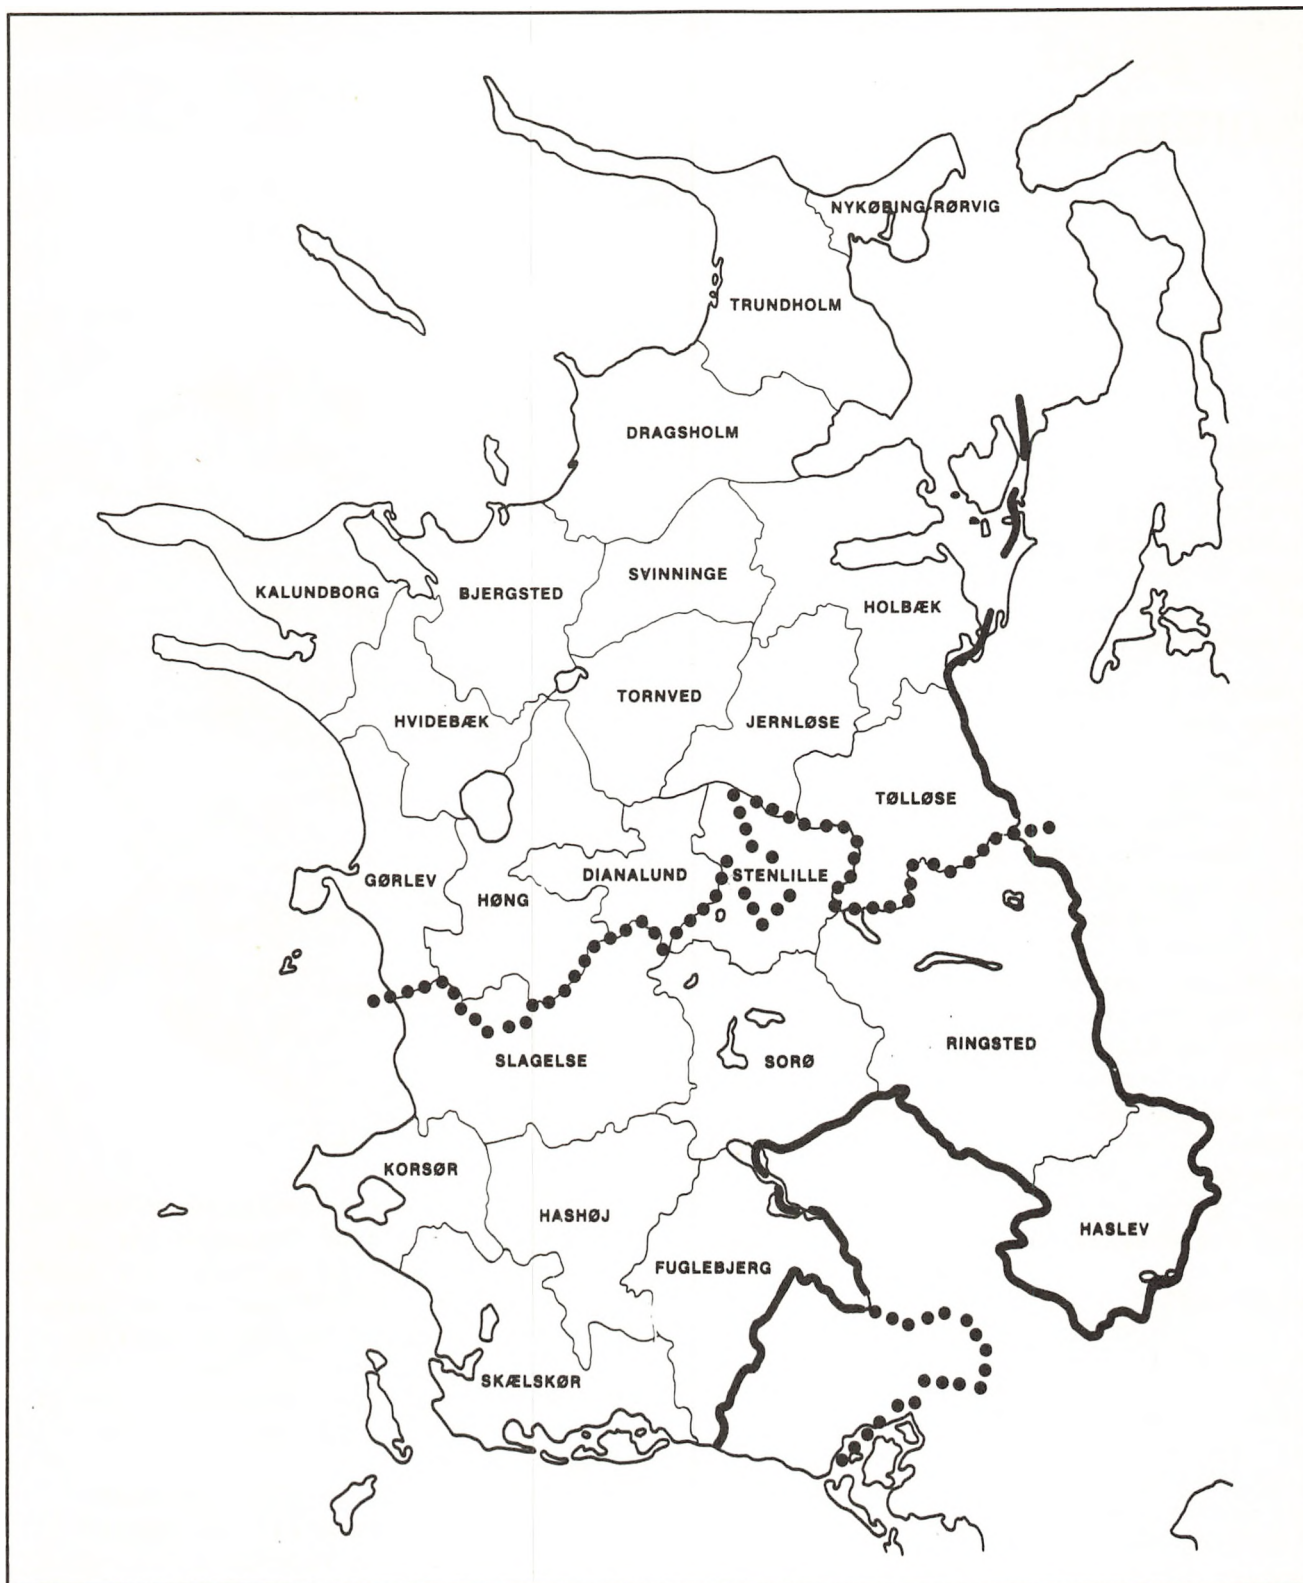 NYKØBING-RØRVIG
TRUNDHOLM
DRAGSHOLM
SVINNINGE
KALUNDBORG
BJERGSTED
HOLBÆK
TORNVED
HVIDEBÆK
JERNLØSE
TØLLØSE
GØRLEV
DIANALUND
STENLILLE
HØNG
RINGSTED
SLAGELSE
SORØ
KORSØR
HASHØJ
HASLEV
FUGLEBJERG
SKÆLSKØR